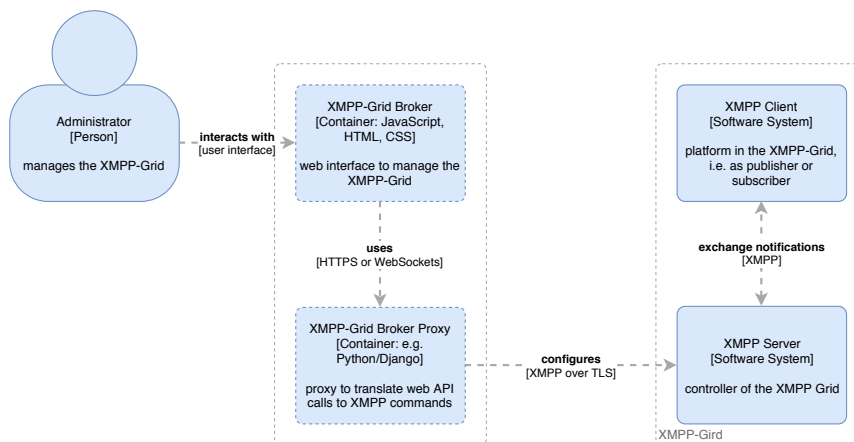 Administrator
[Person]
manages the XMPP-Grid
interacts with
[user interface]
XMPP-Grid Broker
[Container: JavaScript,
HTML, CSS]
web interface to manage the
XMPP-Grid
uses
[HTTPS or WebSockets]
XMPP-Grid Broker Proxy
[Container: e.g.
Python/Django]
proxy to translate web API
calls to XMPP commands
configures
[XMPP over TLS]
XMPP Client
[Software System]
platform in the XMPP-Grid,
i.e. as publisher or
subscriber
exchange notifications
[XMPP]
XMPP Server
[Software System]
controller of the XMPP Grid
XMPP-Gird